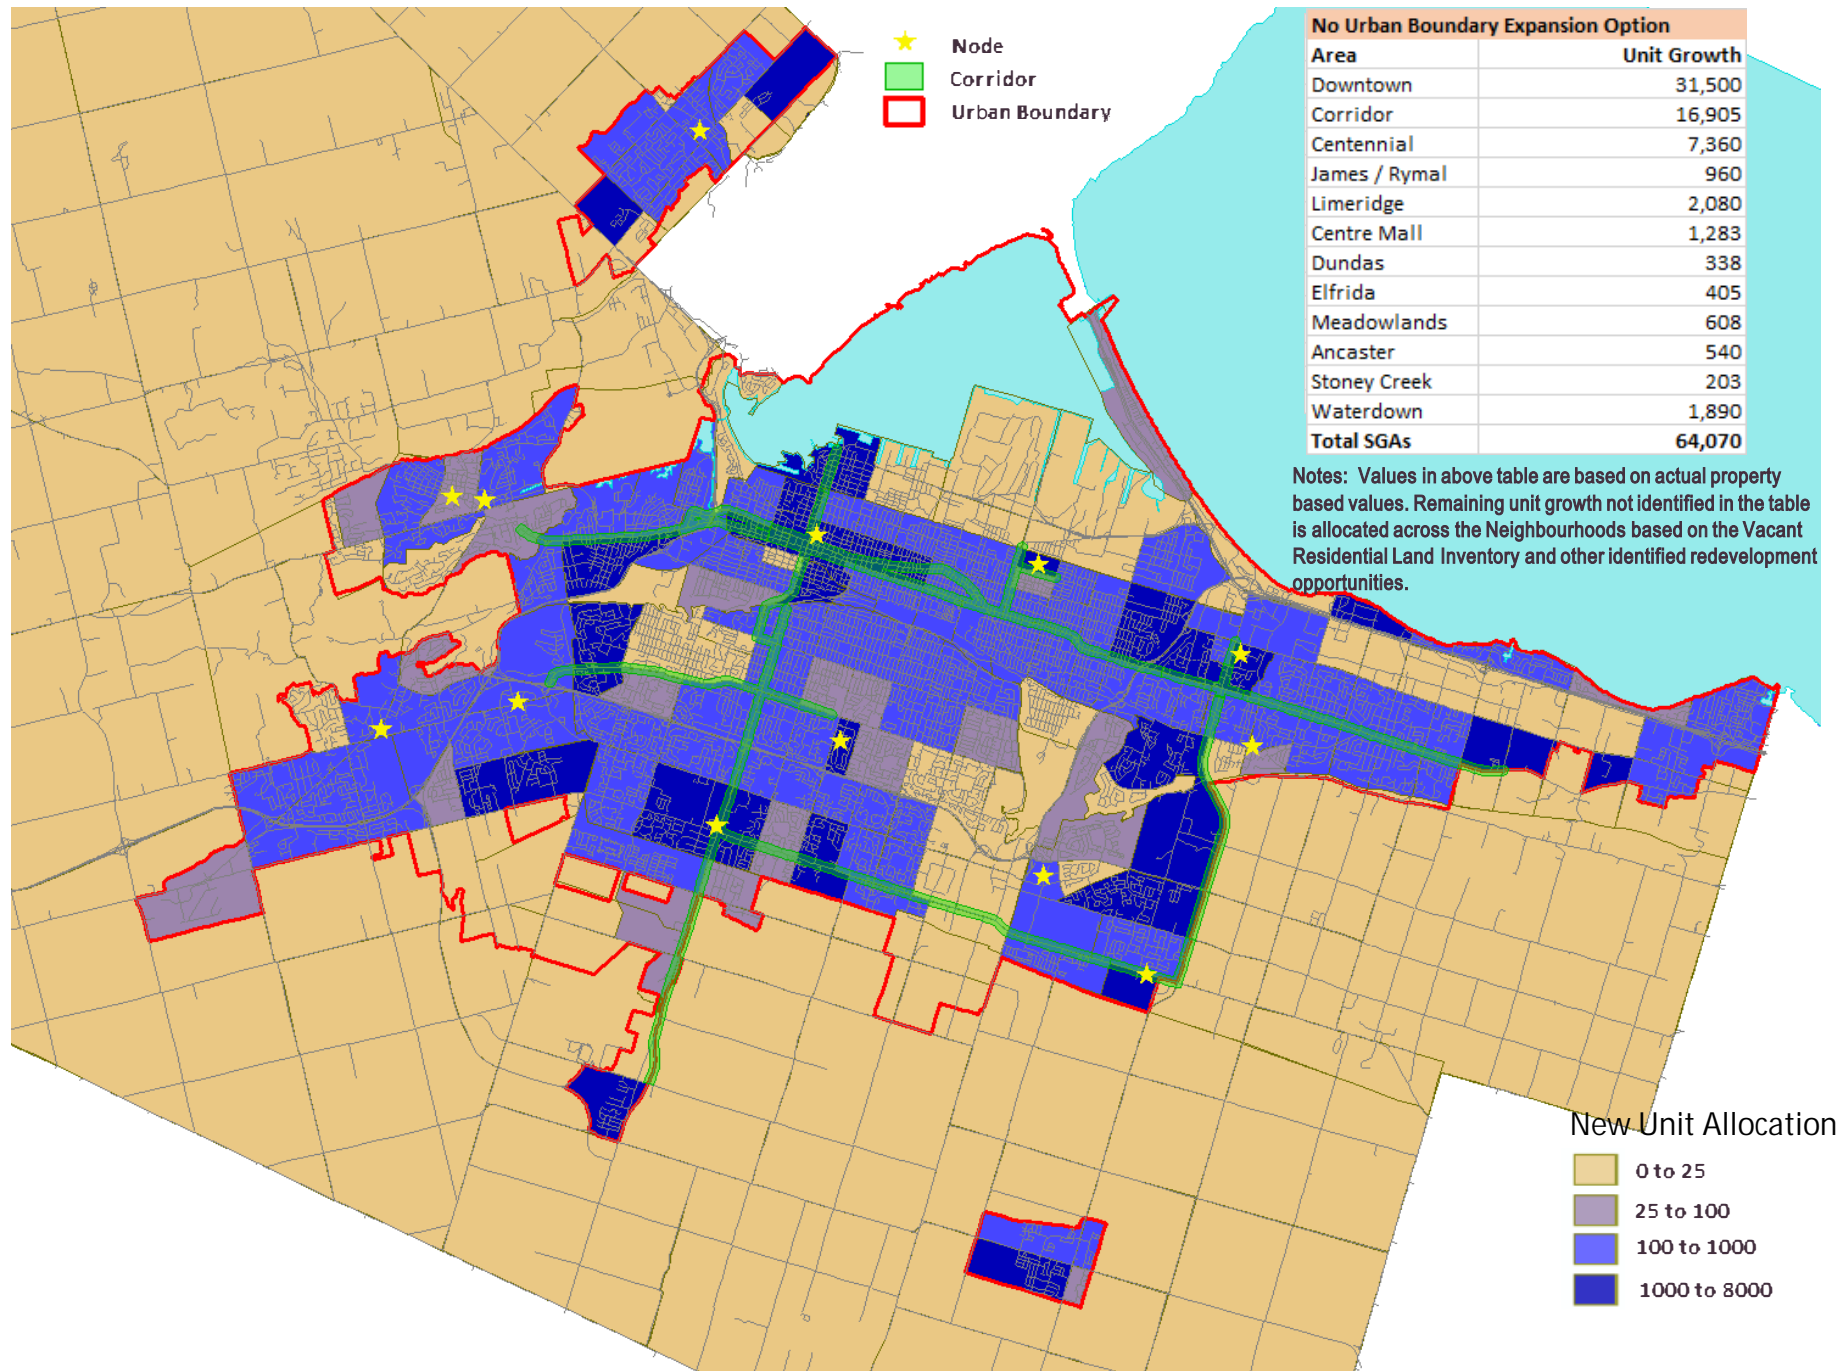 Node
Corridor
Urban Boundary
No Urban Boundary Expansion Option
Area Unit Growth
Downtown 31,500
Corridor 16,905
Centennial 7,360
James / Rymal 960
Limeridge 2,080
Centre Mall 1,283
Dundas 338
Elfrida 405
Meadowlands 608
Ancaster 540
Stoney Creek 203
Waterdown 1,890
Total SGAs 64,070
Notes: Values in above table are based on actual property
based values. Remaining unit growth not identified in the table
is allocated across the Neighbourhoods based on the Vacant
Residential Land Inventory and other identified redevelopment
opportunities.
New Unit Allocation
0 to 25
25 to 100
100 to 1000
1000 to 8000